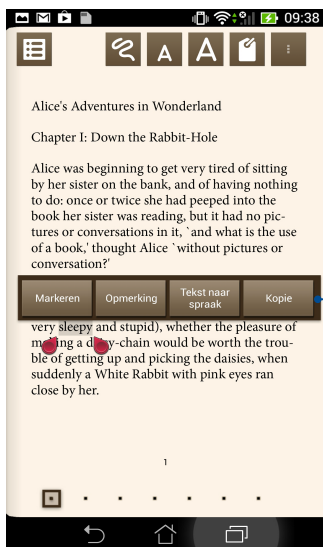 09:38
A A
Alice's Adventures in Wonderland
Chapter I: Down the Rabbit-Hole
Alice was beginning to get very tired of sitting
by her sister on the bank, and of having nothing
to do: once or twice she had peeped into the
book her sister was reading, but it had no pic-
tures or conversations in it, `and what is the use
of a book,' thought Alice `without pictures or
conversation?'
Markeren Opmerking Tekst naar spraak Kopie
very sleepy and stupid), whether the pleasure of
making a daisy-chain would be worth the trou-
ble of getting up and picking the daisies, when
suddenly a White Rabbit with pink eyes ran
close by her.
1